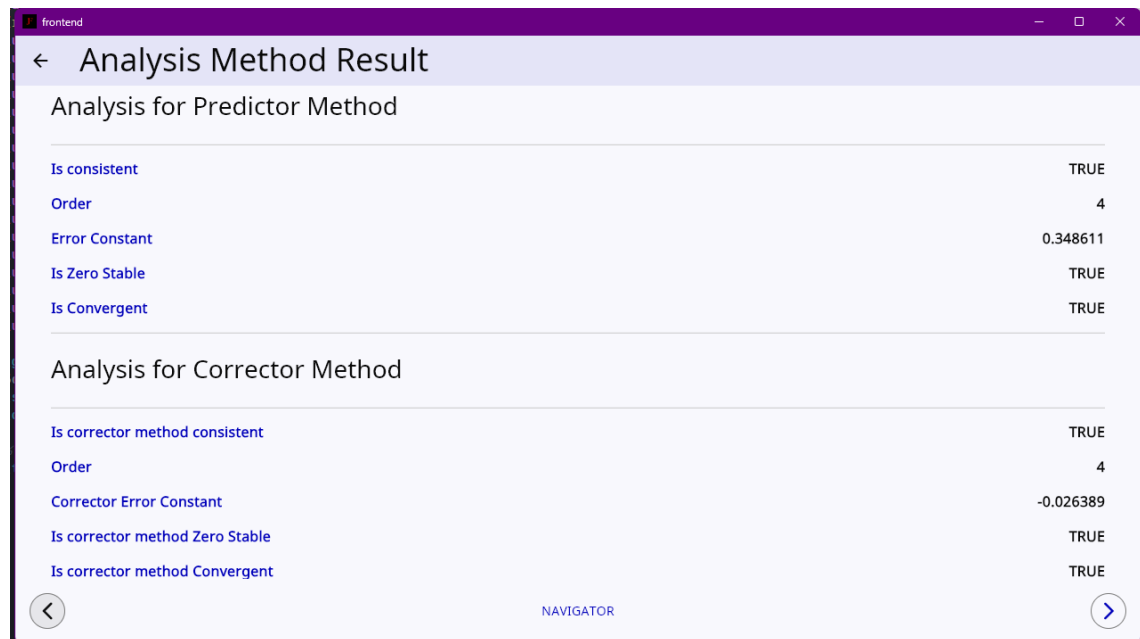 frontend
Analysis Method Result
Analysis for Predictor Method
Is consistent TRUE
Order 4
Error Constant 0.348611
Is Zero Stable TRUE
Is Convergent TRUE
Analysis for Corrector Method
Is corrector method consistent TRUE
Order 4
Corrector Error Constant -0.026389
Is corrector method Zero Stable TRUE
Is corrector method Convergent TRUE
NAVIGATOR